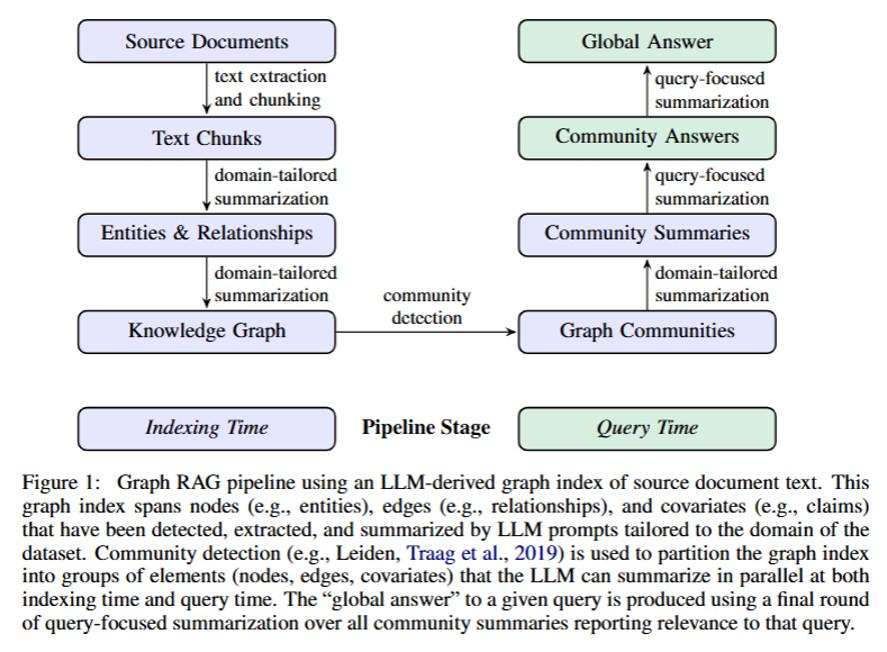 Source Documents
text extraction
and chunking
Text Chunks
domain-tailored
summarization
Entities & Relationships
domain-tailored
summarization
Knowledge Graph
community
detection
Global Answer
query-focused
summarization
Community Answers
query-focused
summarization
Community Summaries
domain-tailored
summarization
Graph Communities
Indexing Time
Pipeline Stage
Query Time
Figure 1: Graph RAG pipeline using an LLM-derived graph index of source document text. This
graph index spans nodes (e.g., entities), edges (e.g., relationships), and covariates (e.g., claims)
that have been detected, extracted, and summarized by LLM prompts tailored to the domain of the
dataset. Community detection (e.g., Leiden, Traag et al., 2019) is used to partition the graph index
into groups of elements (nodes, edges, covariates) that the LLM can summarize in parallel at both
indexing time and query time. The “global answer” to a given query is produced using a final round
of query-focused summarization over all community summaries reporting relevance to that query.